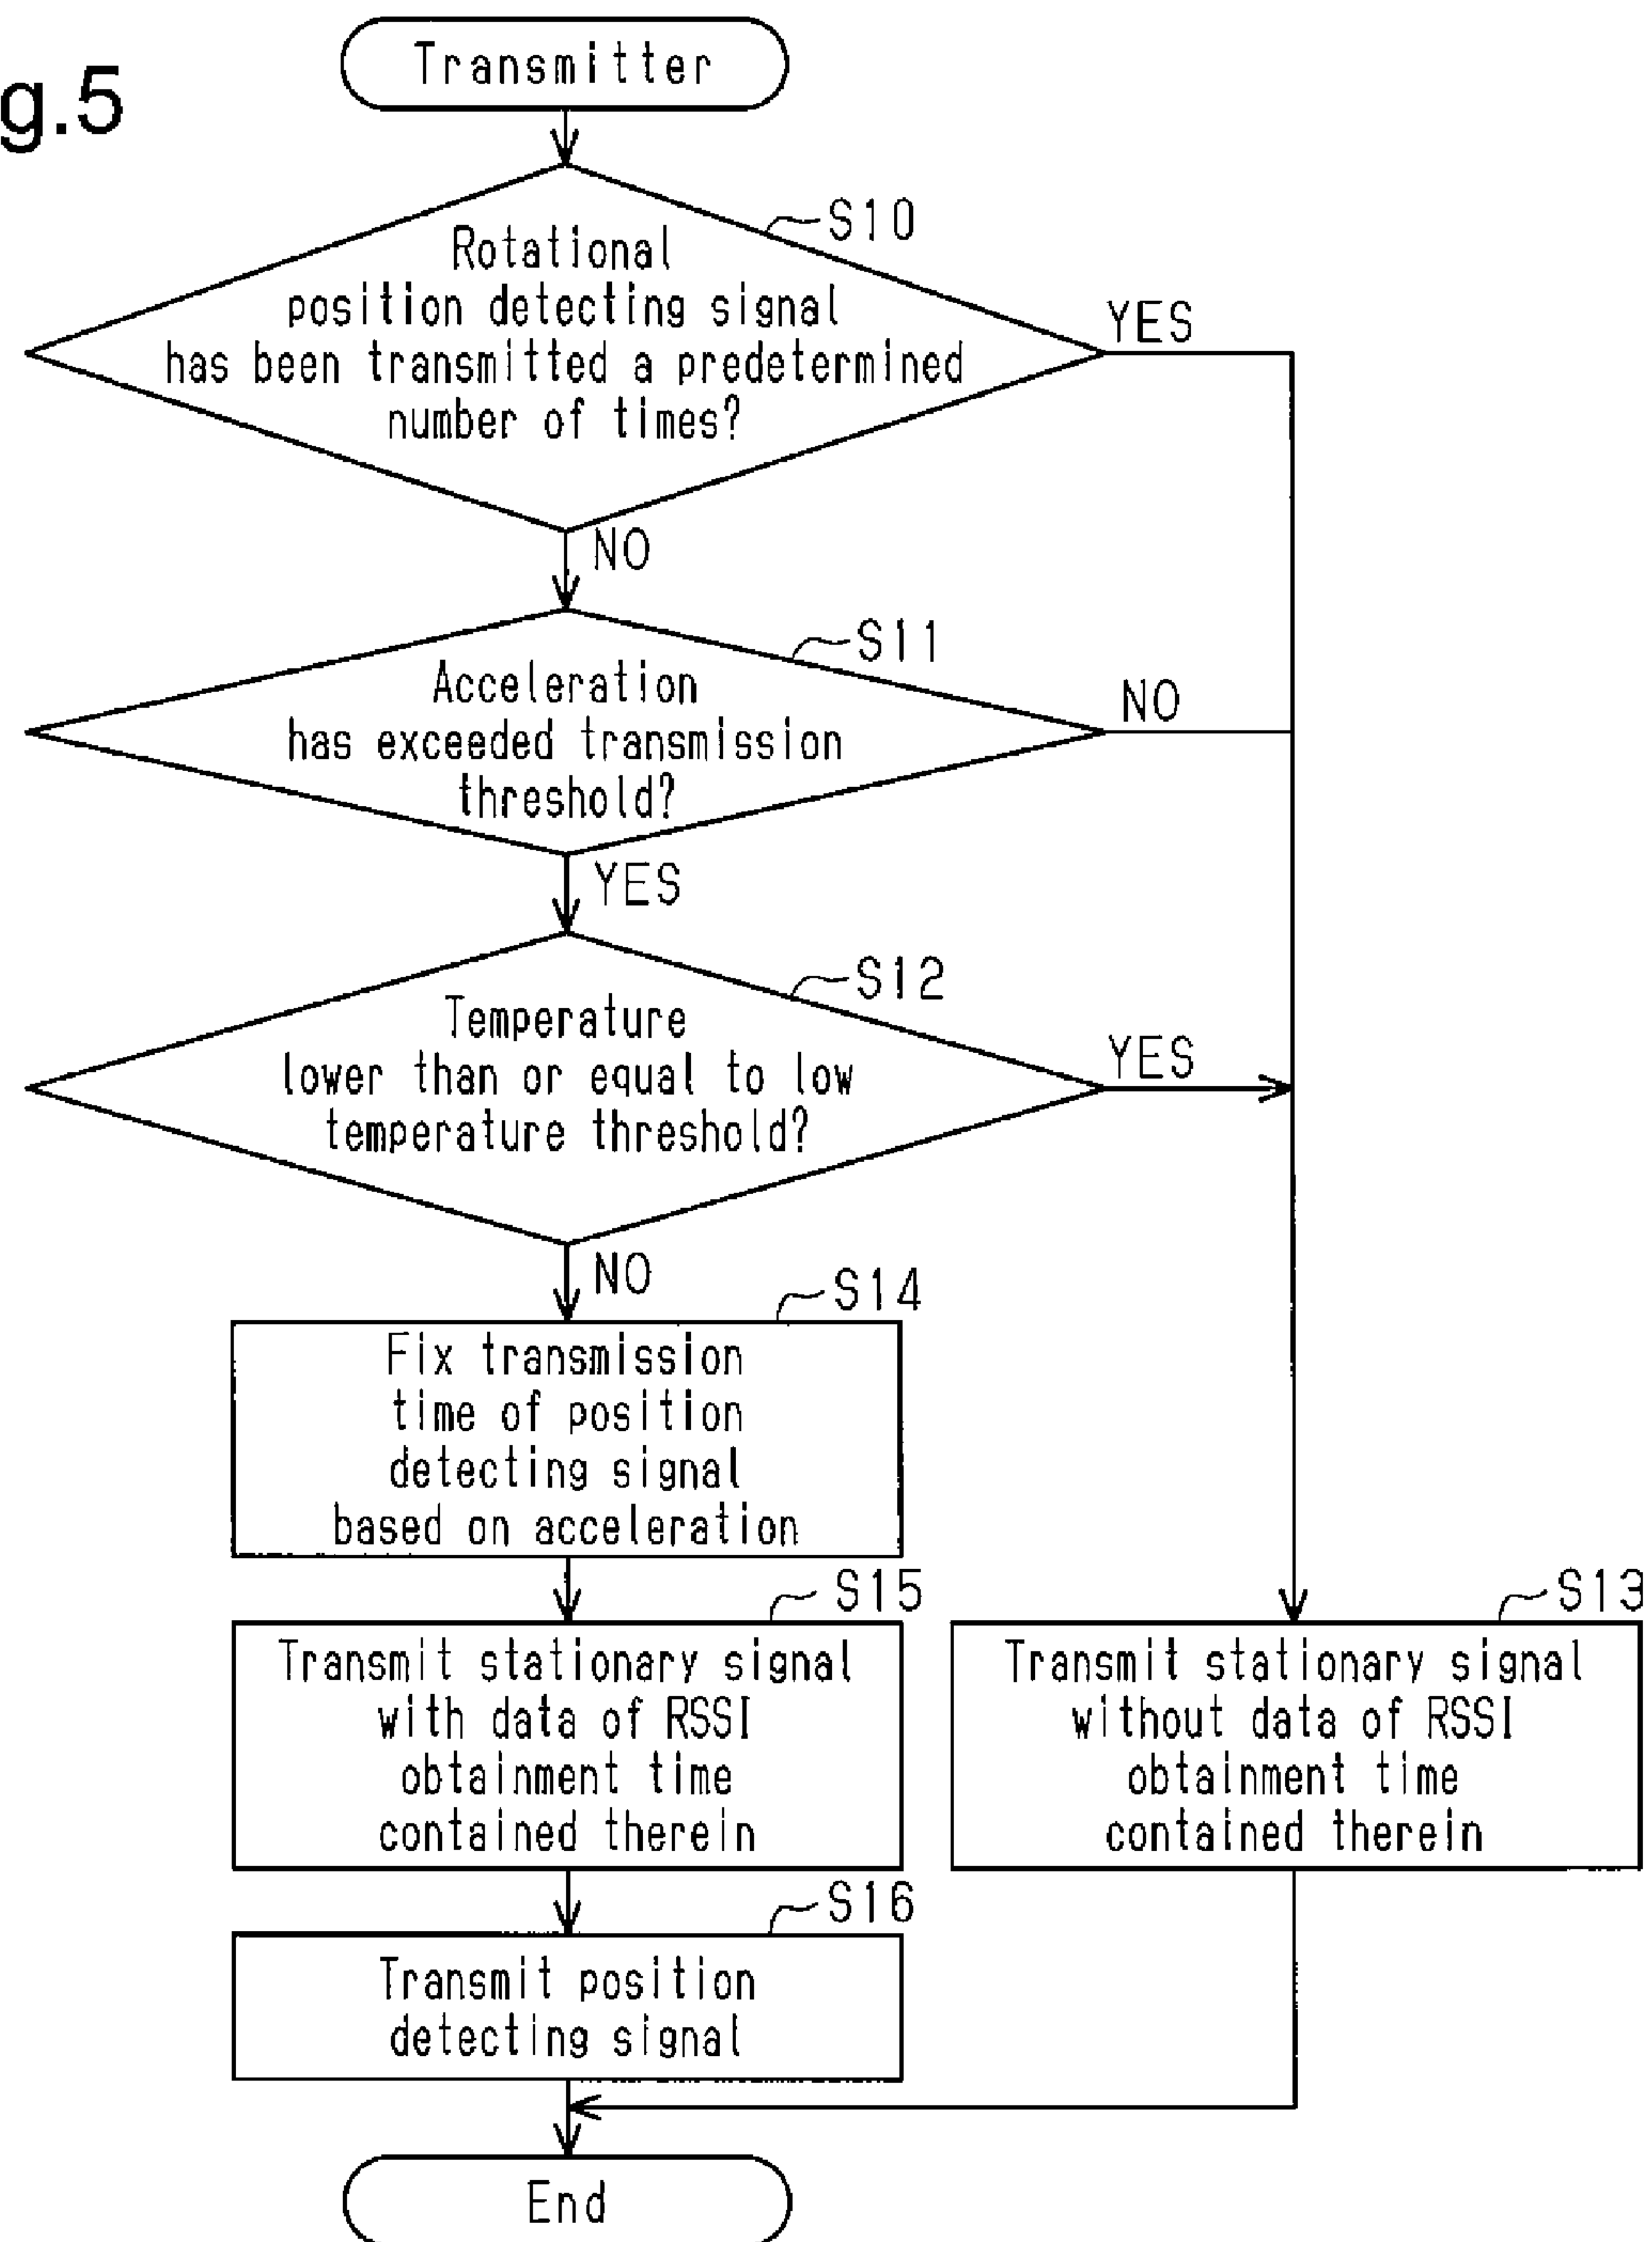 g.5
Transmitter
S10
Rotational
position detecting signal
has been transmitted a predetermined
number of times?
YES
NO
S11
Acceleration
has exceeded transmission
threshold?
NO
YES
S12
Temperature
lower than or equal to low
temperature threshold?
YES
NO
S14
Fix transmission
time of position
detecting signal
based on acceleration
S15
Transmit stationary signal
with data of RSSI
obtainment time
contained therein
S13
Transmit stationary signal
without data of RSSI
obtainment time
contained therein
S16
Transmit position
detecting signal
End